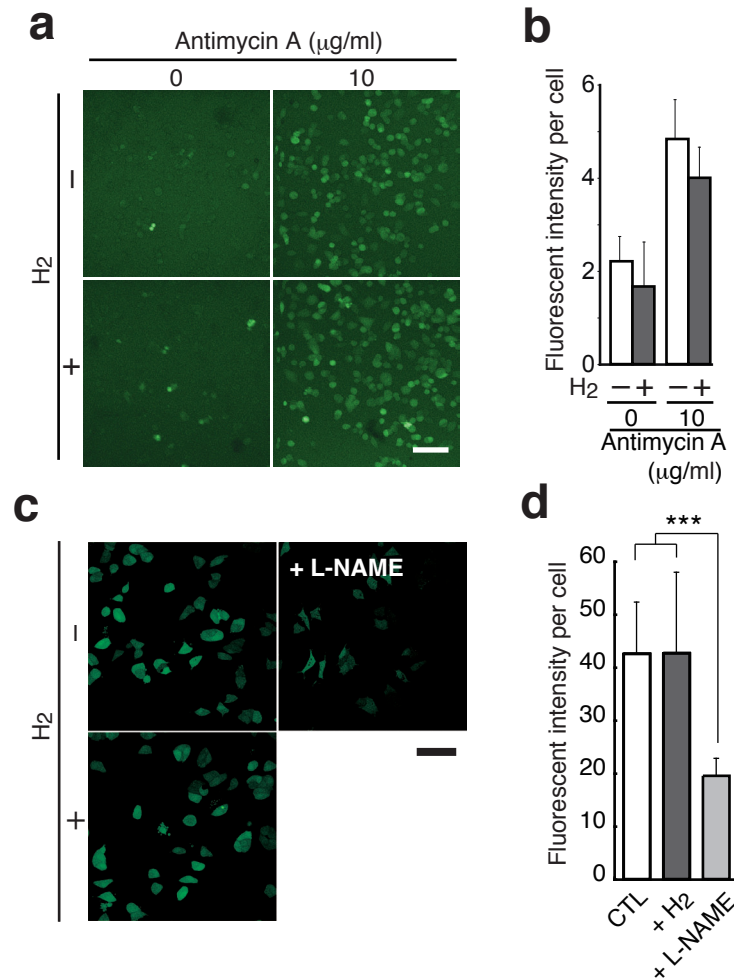 a
Antimycin A (μg/ml)
0 10
H2
−
+
b
Fluorescent intensity per cell
6
4
2
0
H2 − + − +
0 10
Antimycin A
(μg/ml)
c
H2
−
+
+ L-NAME
d
***
Fluorescent intensity per cell
60
50
40
30
20
10
0
CTL
+ H2
+ L-NAME